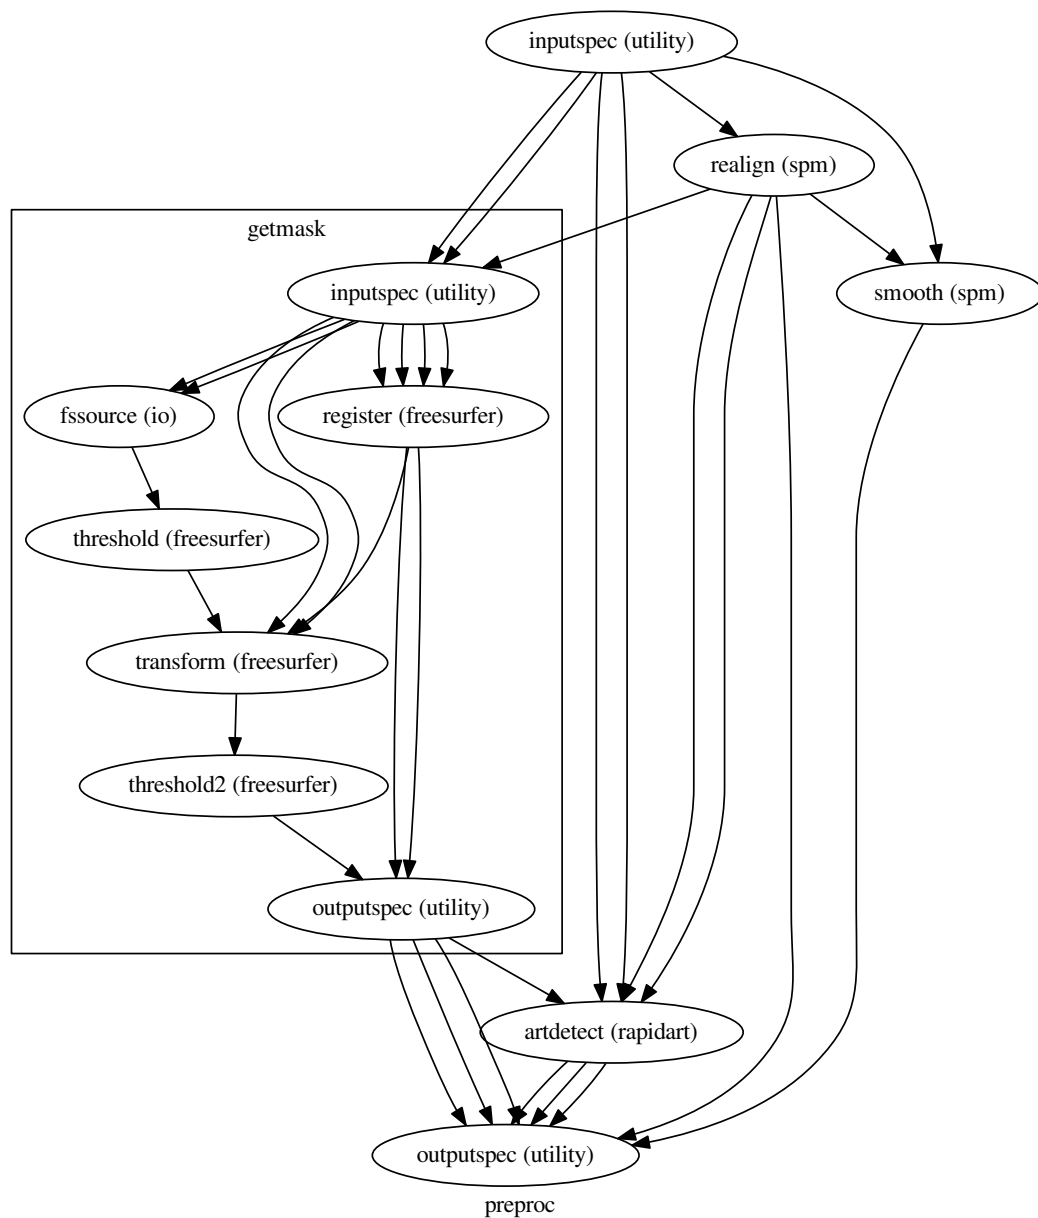 inputspec (utility)
realign (spm)
getmask
inputspec (utility)
smooth (spm)
fssource (io)
register (freesurfer)
threshold (freesurfer)
transform (freesurfer)
threshold2 (freesurfer)
outputspec (utility)
artdetect (rapidart)
outputspec (utility)
preproc